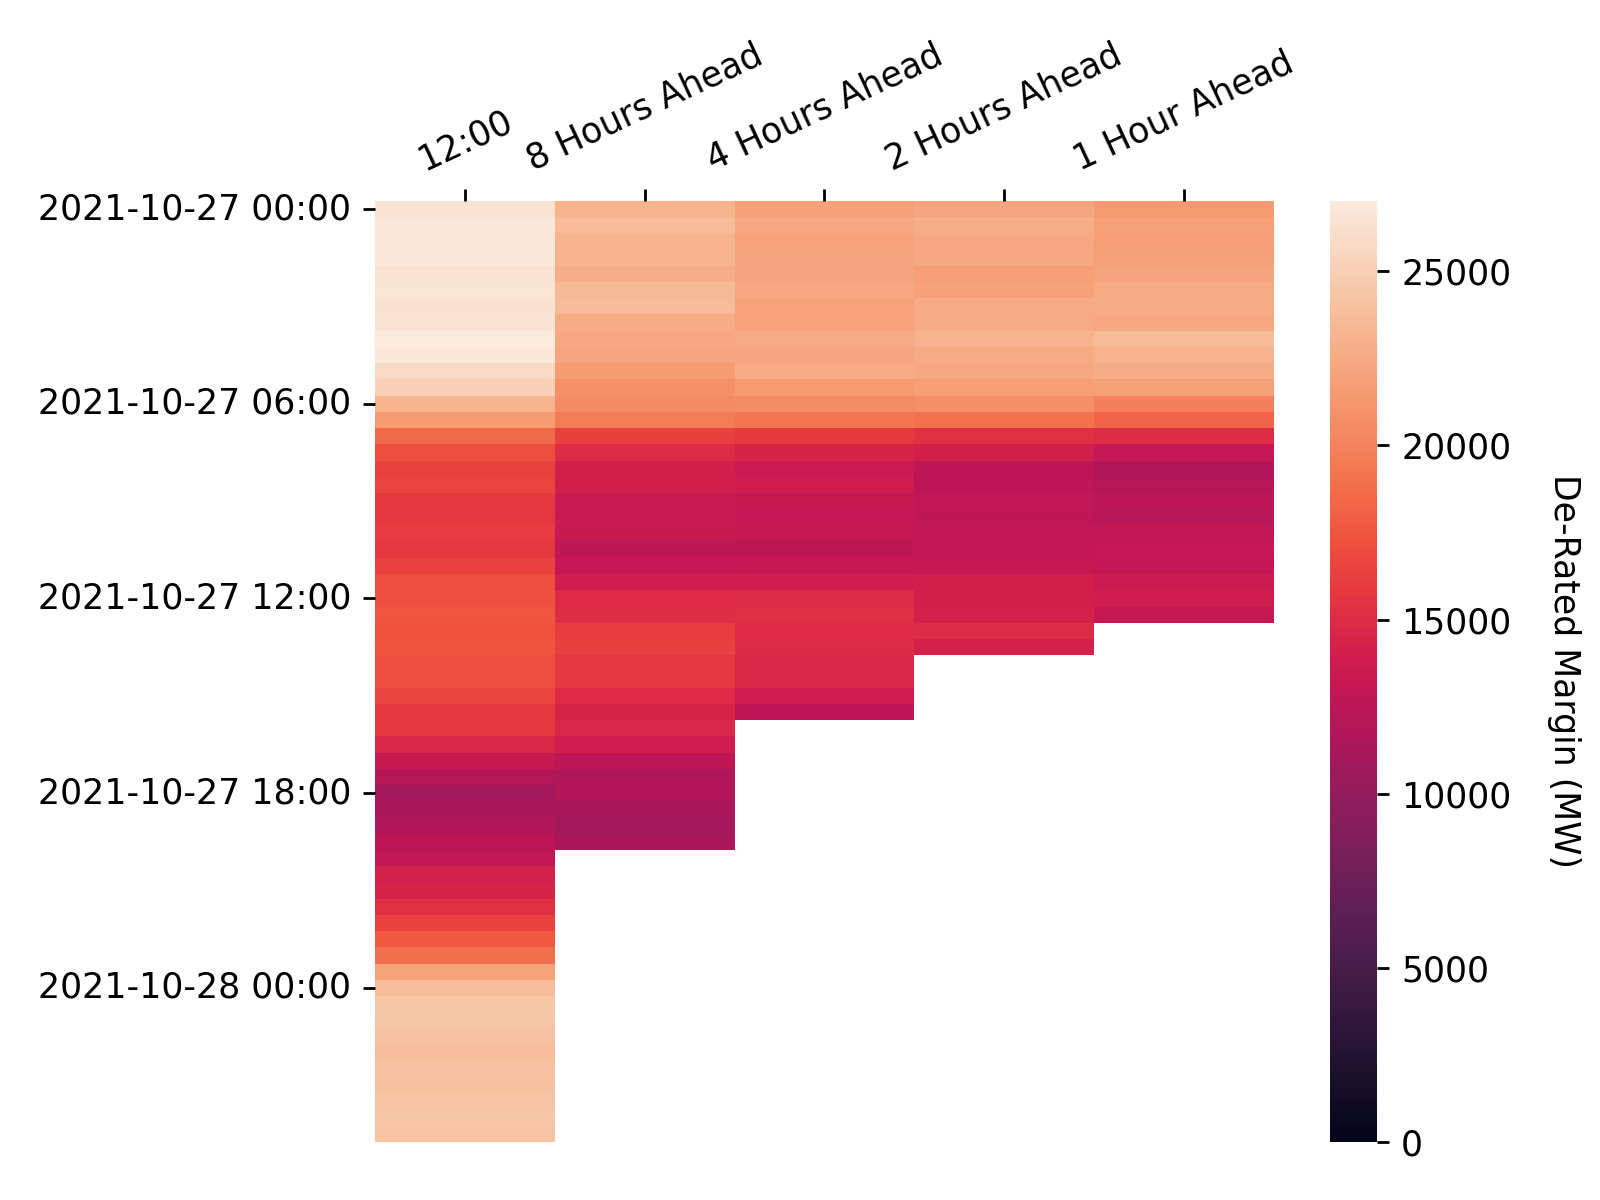 12:00
8 Hours Ahead
4 Hours Ahead
2 Hours Ahead
1 Hour Ahead
2021-10-27 00:00
2021-10-27 06:00
2021-10-27 12:00
2021-10-27 18:00
2021-10-28 00:00
25000
20000
15000
10000
5000
0
De-Rated Margin (MW)